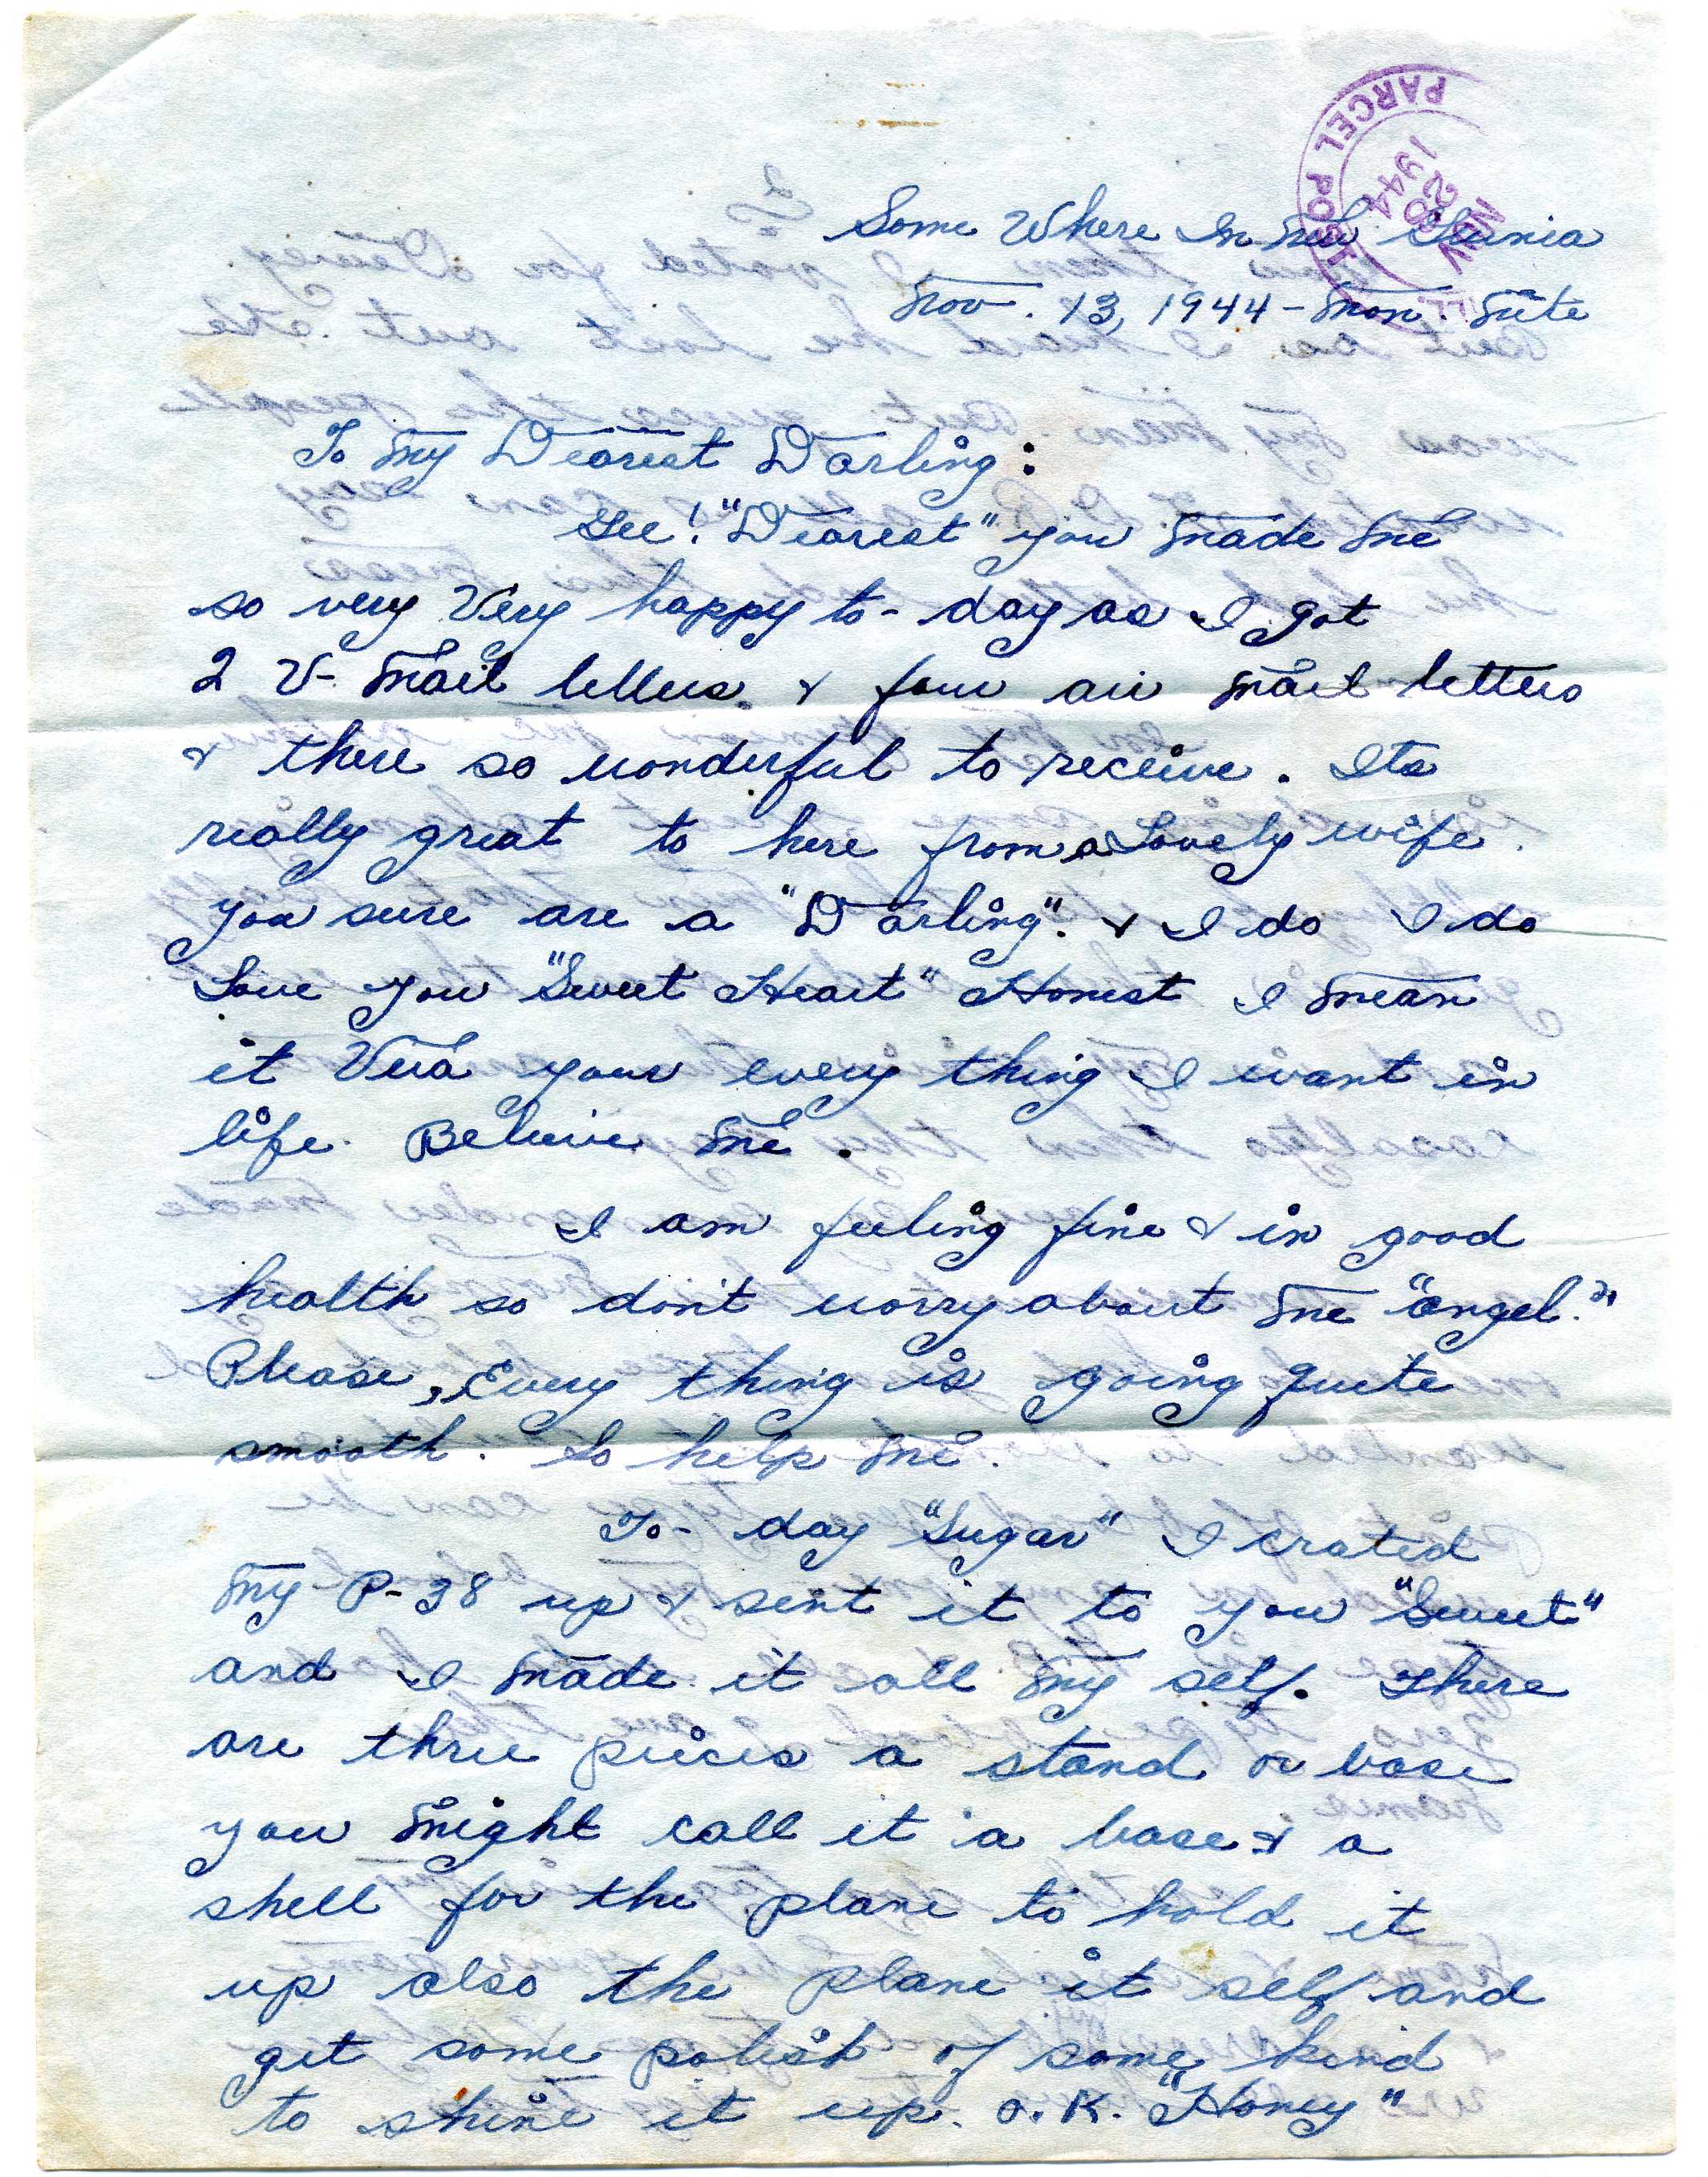 PARCEL POST
NOV
28
1944
Some Where In New Gunia
Nov. 13, 1944 - Mon. Nite
To My Dearest Darling:
Gee! "Dearest" you made me
so very Very happy to-day as I got
2 V-Mail letters. & four air mail letters
& there so wonderful to receive. Its
really great to here from a Lovely wife.
You sure are a "Darling". & I do I do
Love you "Sweet Heart" Honest I mean
it Vera your every thing I want in
life. Believe me.
I am feeling fine & in good
health so don't worry about me "angel."
Please, Every thing is going quite
smooth. So help me.
To-day "Sugar" I crated
my P-38 up & sent it to you "Sweet"
and I made it all my self. There
are three pieces a stand or base
you might call it a base & a
shell for the plane to hold it
up also the plane it self and
get some polish of some kind
to shine it up. O.K. "Honey"